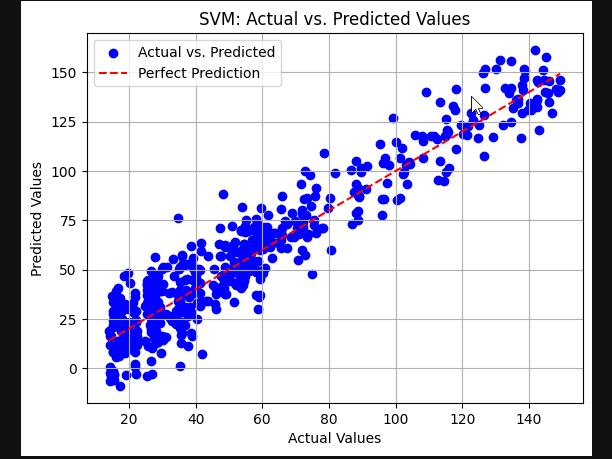 SVM: Actual vs. Predicted Values
Actual vs. Predicted
Perfect Prediction
Predicted Values
150
125
100
75
50
25
0
20 40 60 80 100 120 140
Actual Values